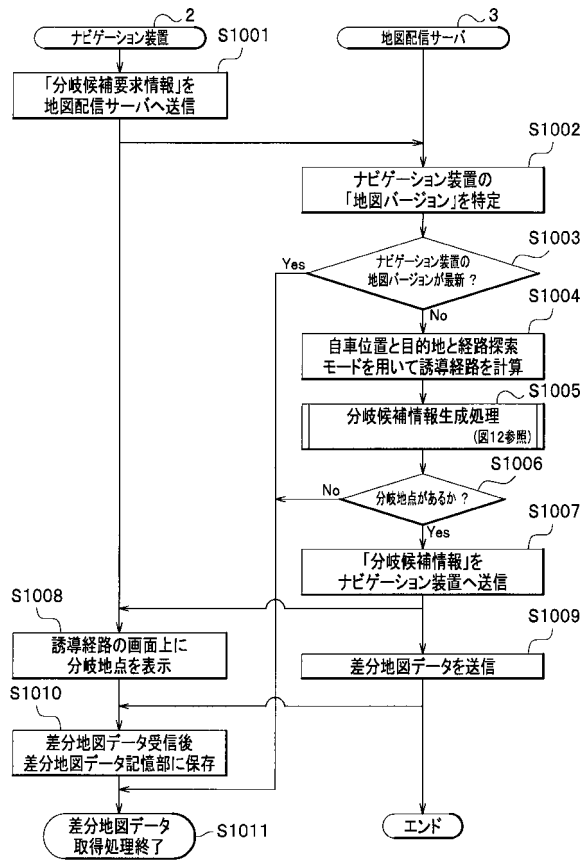 2
ナビゲーション装置
3
地図配信サーバ
S1001
「分岐候補要求情報」を
地図配信サーバへ送信
S1002
ナビゲーション装置の
「地図バージョン」を特定
S1003
ナビゲーション装置の
地図バージョンが最新？
Yes
No
S1004
自車位置と目的地と経路探索
モードを用いて誘導経路を計算
S1005
分岐候補情報生成処理
(図12参照)
S1006
分岐地点があるか？
No
Yes
S1007
「分岐候補情報」を
ナビゲーション装置へ送信
S1008
誘導経路の画面上に
分岐地点を表示
S1009
差分地図データを送信
S1010
差分地図データ受信後
差分地図データ記憶部に保存
差分地図データ
取得処理終了
S1011
エンド